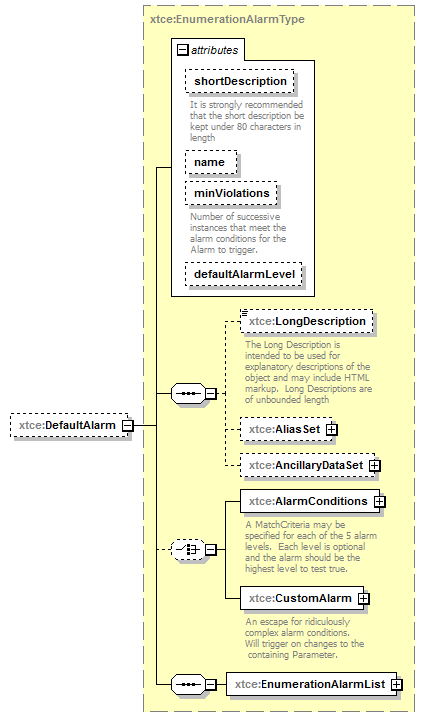 xtce:EnumerationAlarmType
attributes
shortDescription
It is strongly recommended
that the short description be
kept under 80 characters in
length
name
minViolations
Number of successive
instances that meet the
alarm conditions for the
Alarm to trigger.
defaultAlarmLevel
xtce:LongDescription
The Long Description is
intended to be used for
explanatory descriptions of the
object and may include HTML
markup. Long Descriptions are
of unbounded length
xtce:DefaultAlarm
xtce:AliasSet
xtce:AncillaryDataSet
xtce:AlarmConditions
A MatchCriteria may be
specified for each of the 5 alarm
levels. Each level is optional
and the alarm should be the
highest level to test true.
xtce:CustomAlarm
An escape for ridiculously
complex alarm conditions.
Will trigger on changes to the
containing Parameter.
xtce:EnumerationAlarmList